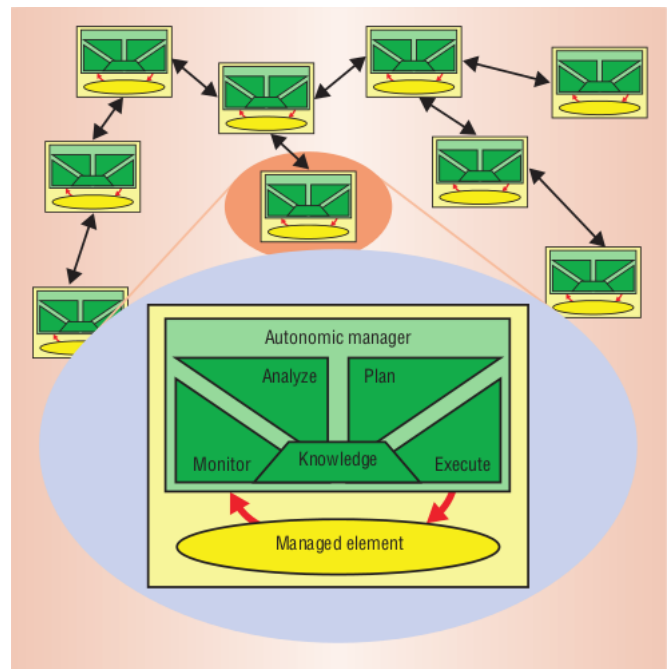 Autonomic manager
Analyze Plan
Monitor Knowledge Execute
Managed element